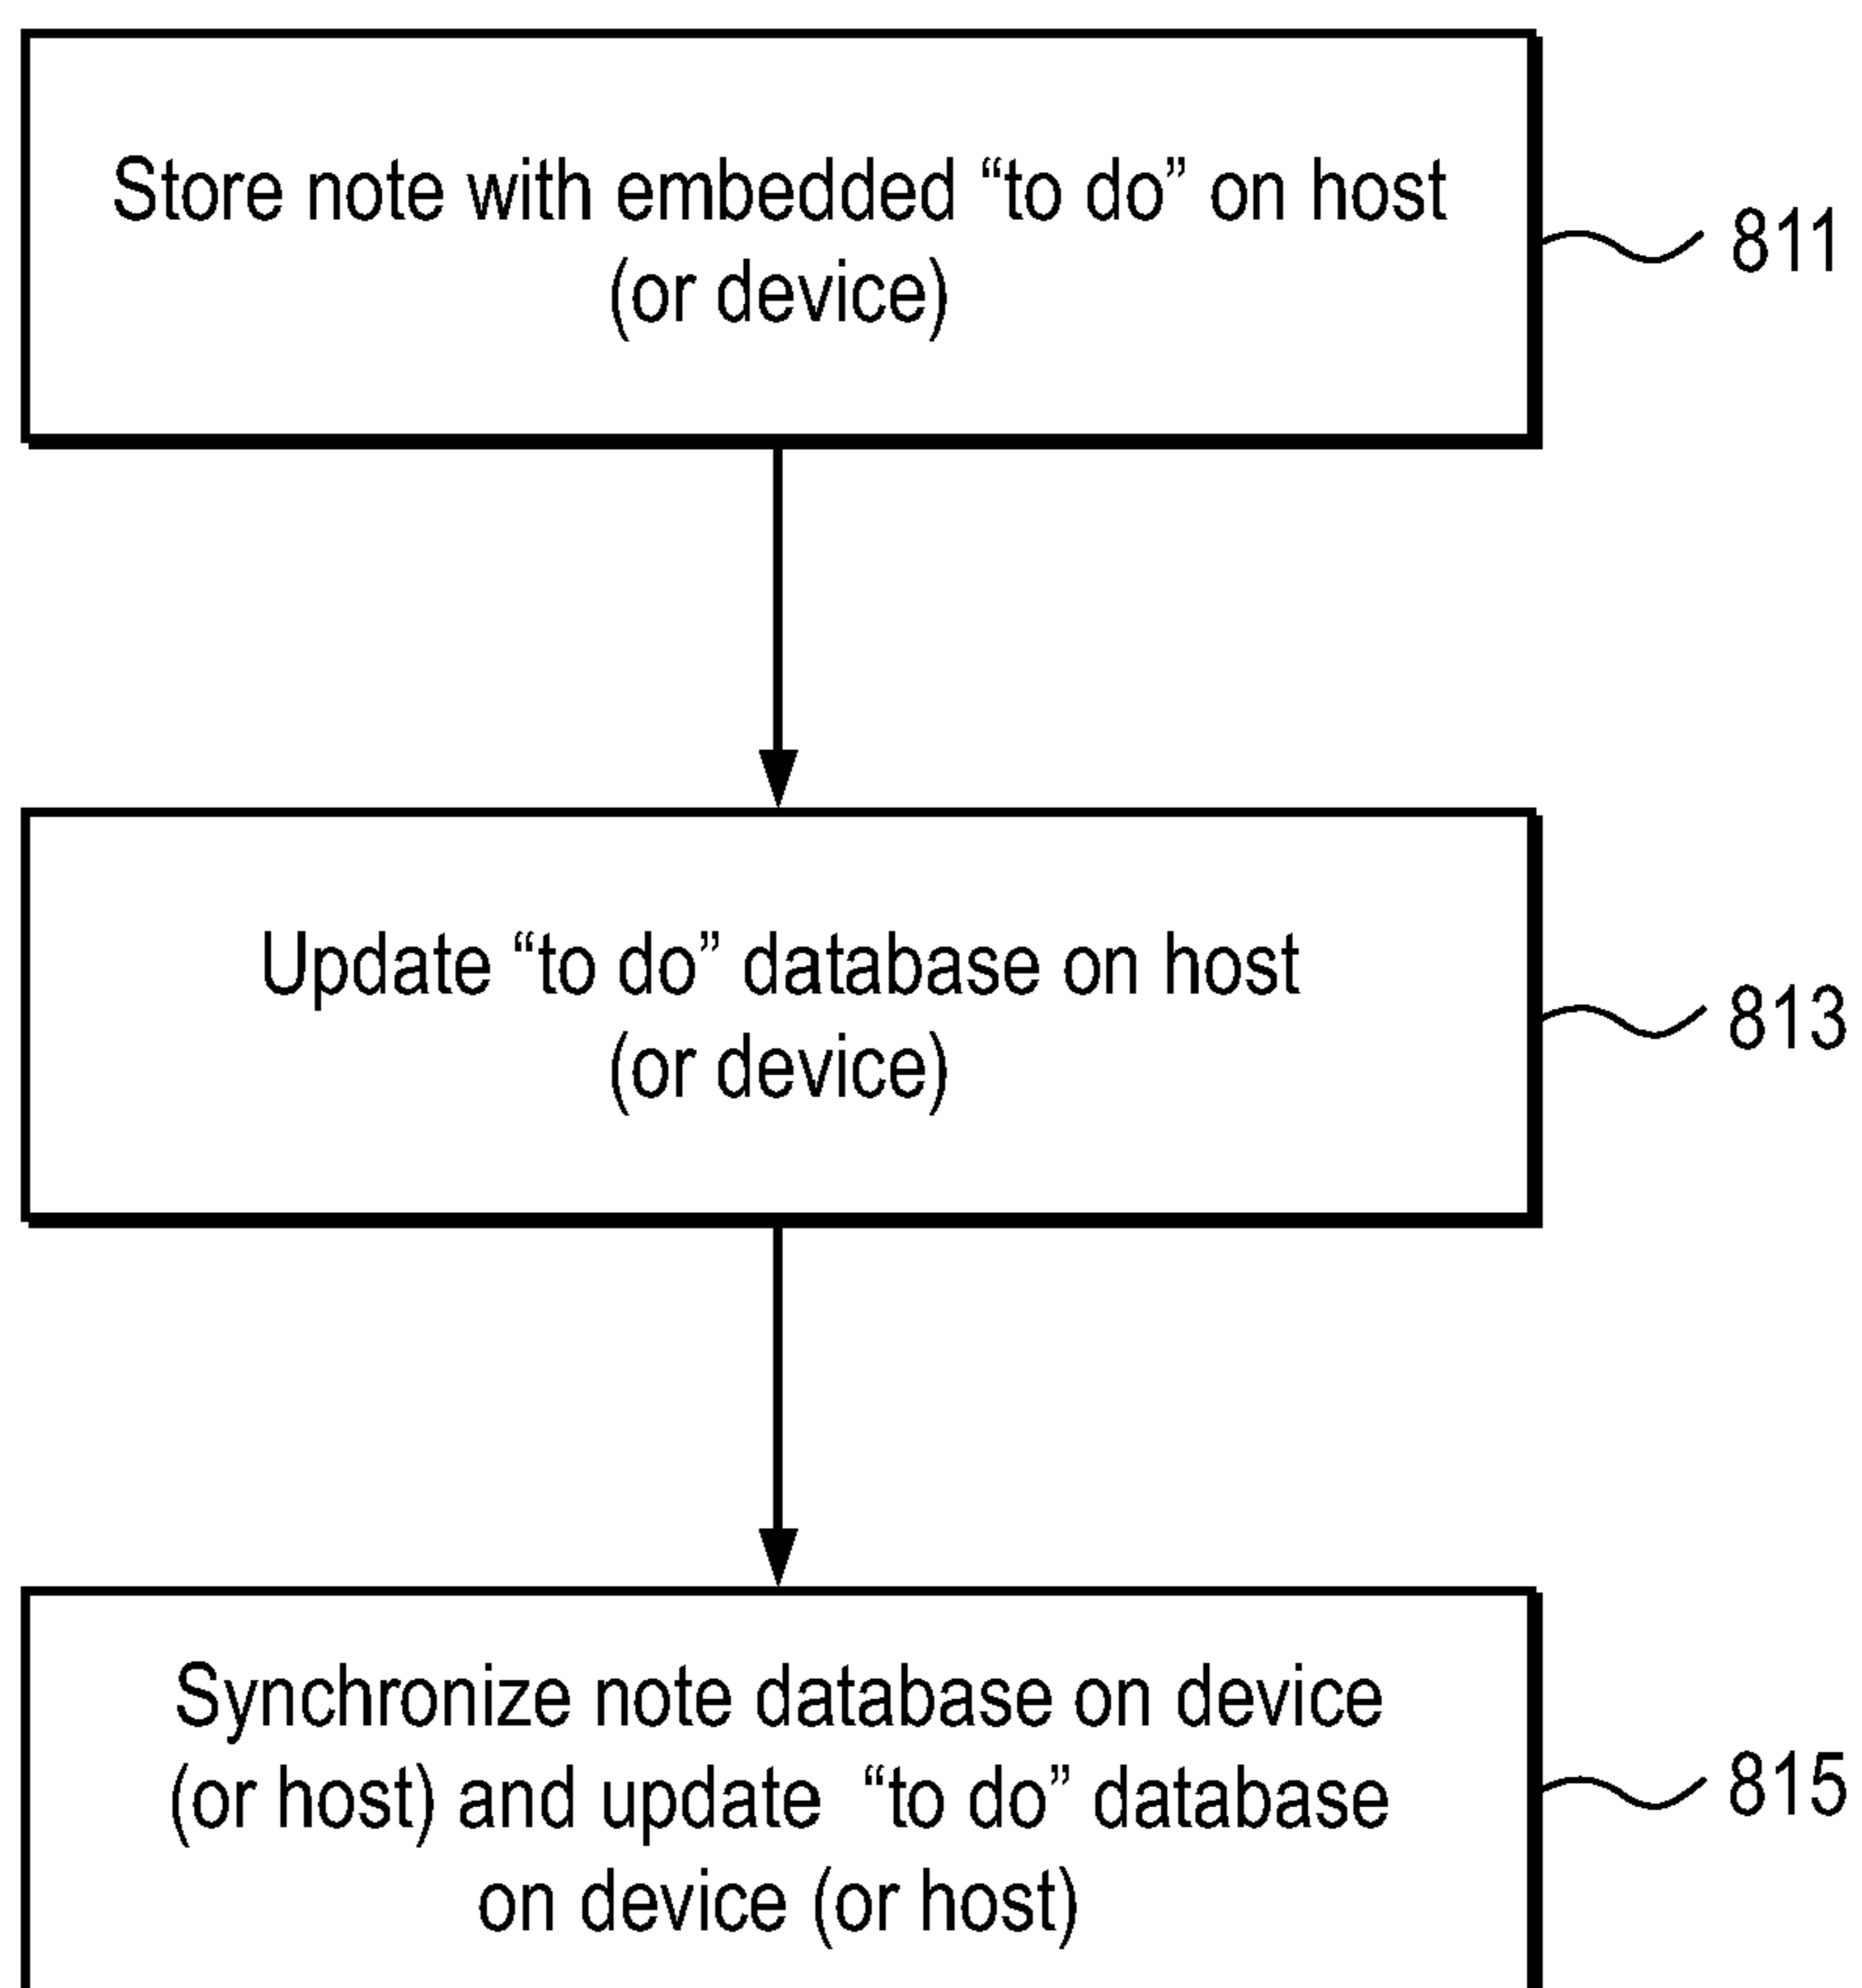 Store note with embedded “to do” on host
(or device)
811
Update “to do” database on host
(or device)
813
Synchronize note database on device
(or host) and update “to do” database
on device (or host)
815